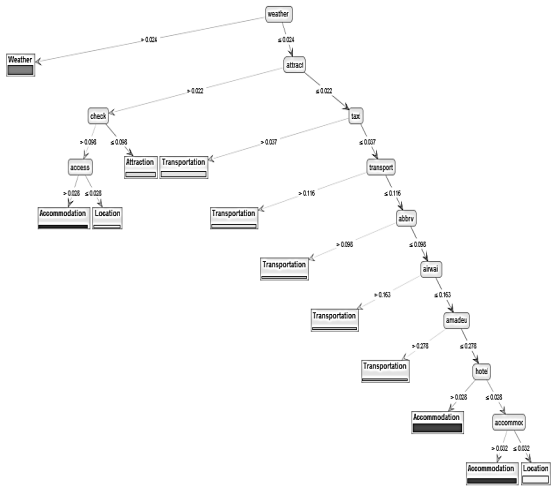 weather
> 0.024
≤ 0.024
Weather
attract
> 0.022
≤ 0.022
check
tax
> 0.098
≤ 0.098
> 0.037
≤ 0.037
access
Attraction
Transportation
transport
> 0.028
≤ 0.028
> 0.116
≤ 0.116
Accommodation
Location
Transportation
abbrv
> 0.098
≤ 0.098
Transportation
airwai
> 0.163
≤ 0.163
Transportation
amadeu
> 0.278
≤ 0.278
Transportation
hotel
> 0.028
≤ 0.028
Accommodation
accommoc
> 0.032
≤ 0.032
Accommodation
Location